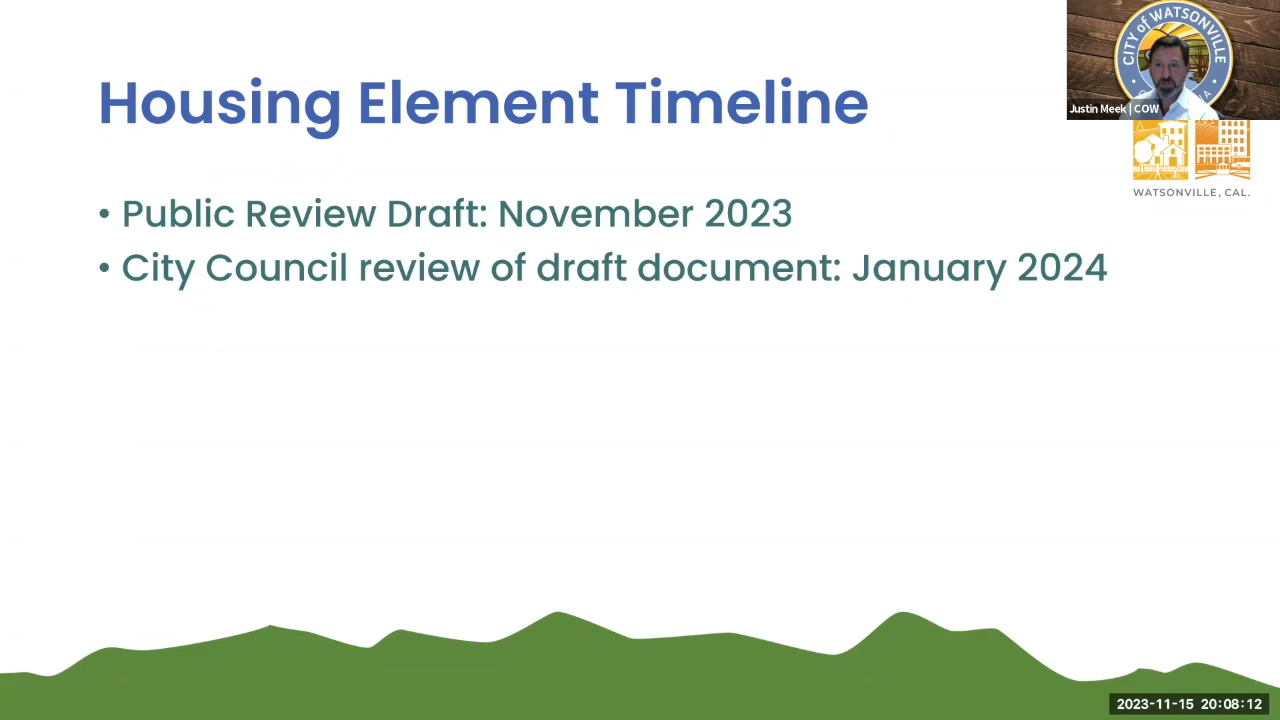 CITY of WATSONVILLE
Justin Meek | COW
Housing Element Timeline
WATSONVILLE, CAL.
• Public Review Draft: November 2023
• City Council review of draft document: January 2024
2023-11-15 20:08:12